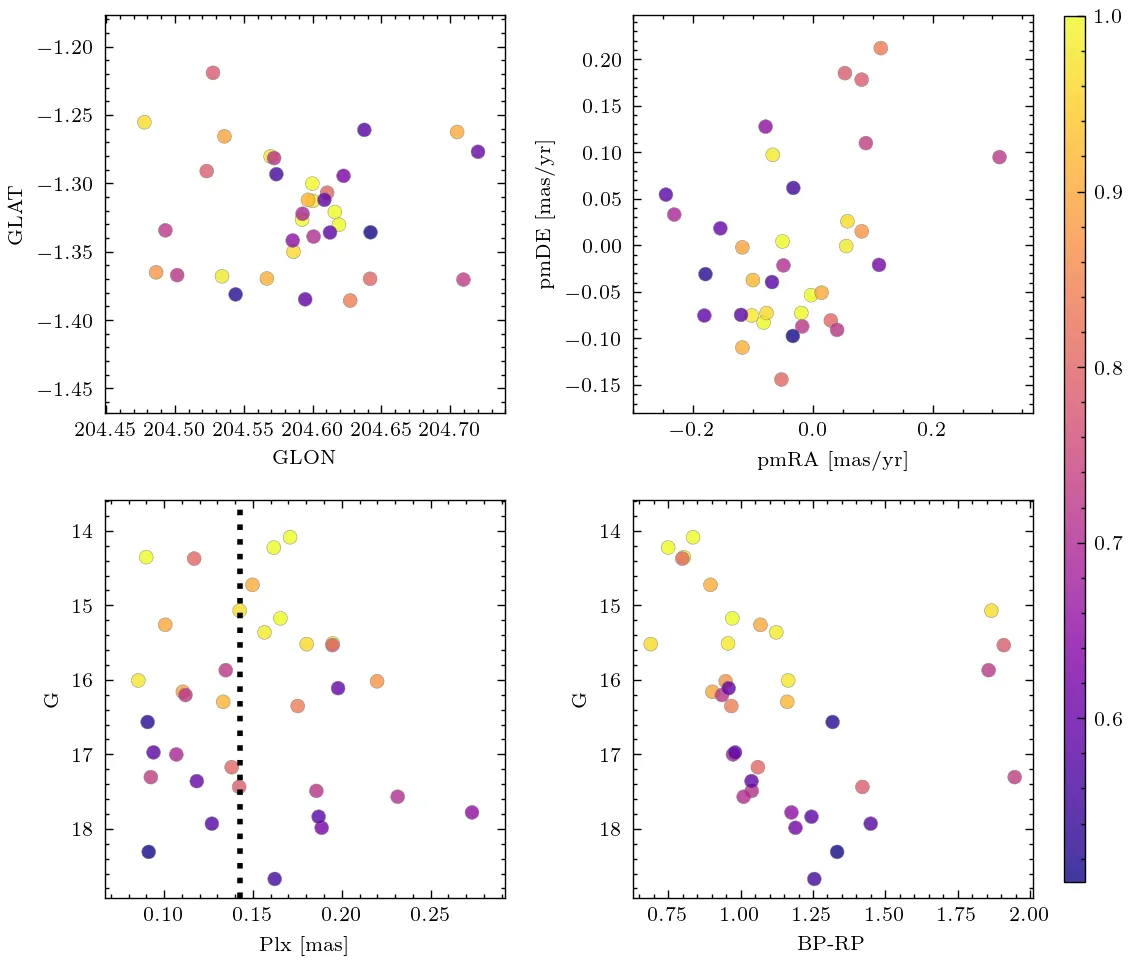 −1.20
−1.25
−1.30
−1.35
−1.40
−1.45
GLAT
204.45 204.50 204.55 204.60 204.65 204.70
GLON
0.20
0.15
0.10
0.05
0.00
−0.05
−0.10
−0.15
pmDE [mas/yr]
−0.2 0.0 0.2
pmRA [mas/yr]
14
15
16
17
18
G
0.10 0.15 0.20 0.25
Plx [mas]
14
15
16
17
18
G
0.75 1.00 1.25 1.50 1.75 2.00
BP-RP
1.0
0.9
0.8
0.7
0.6